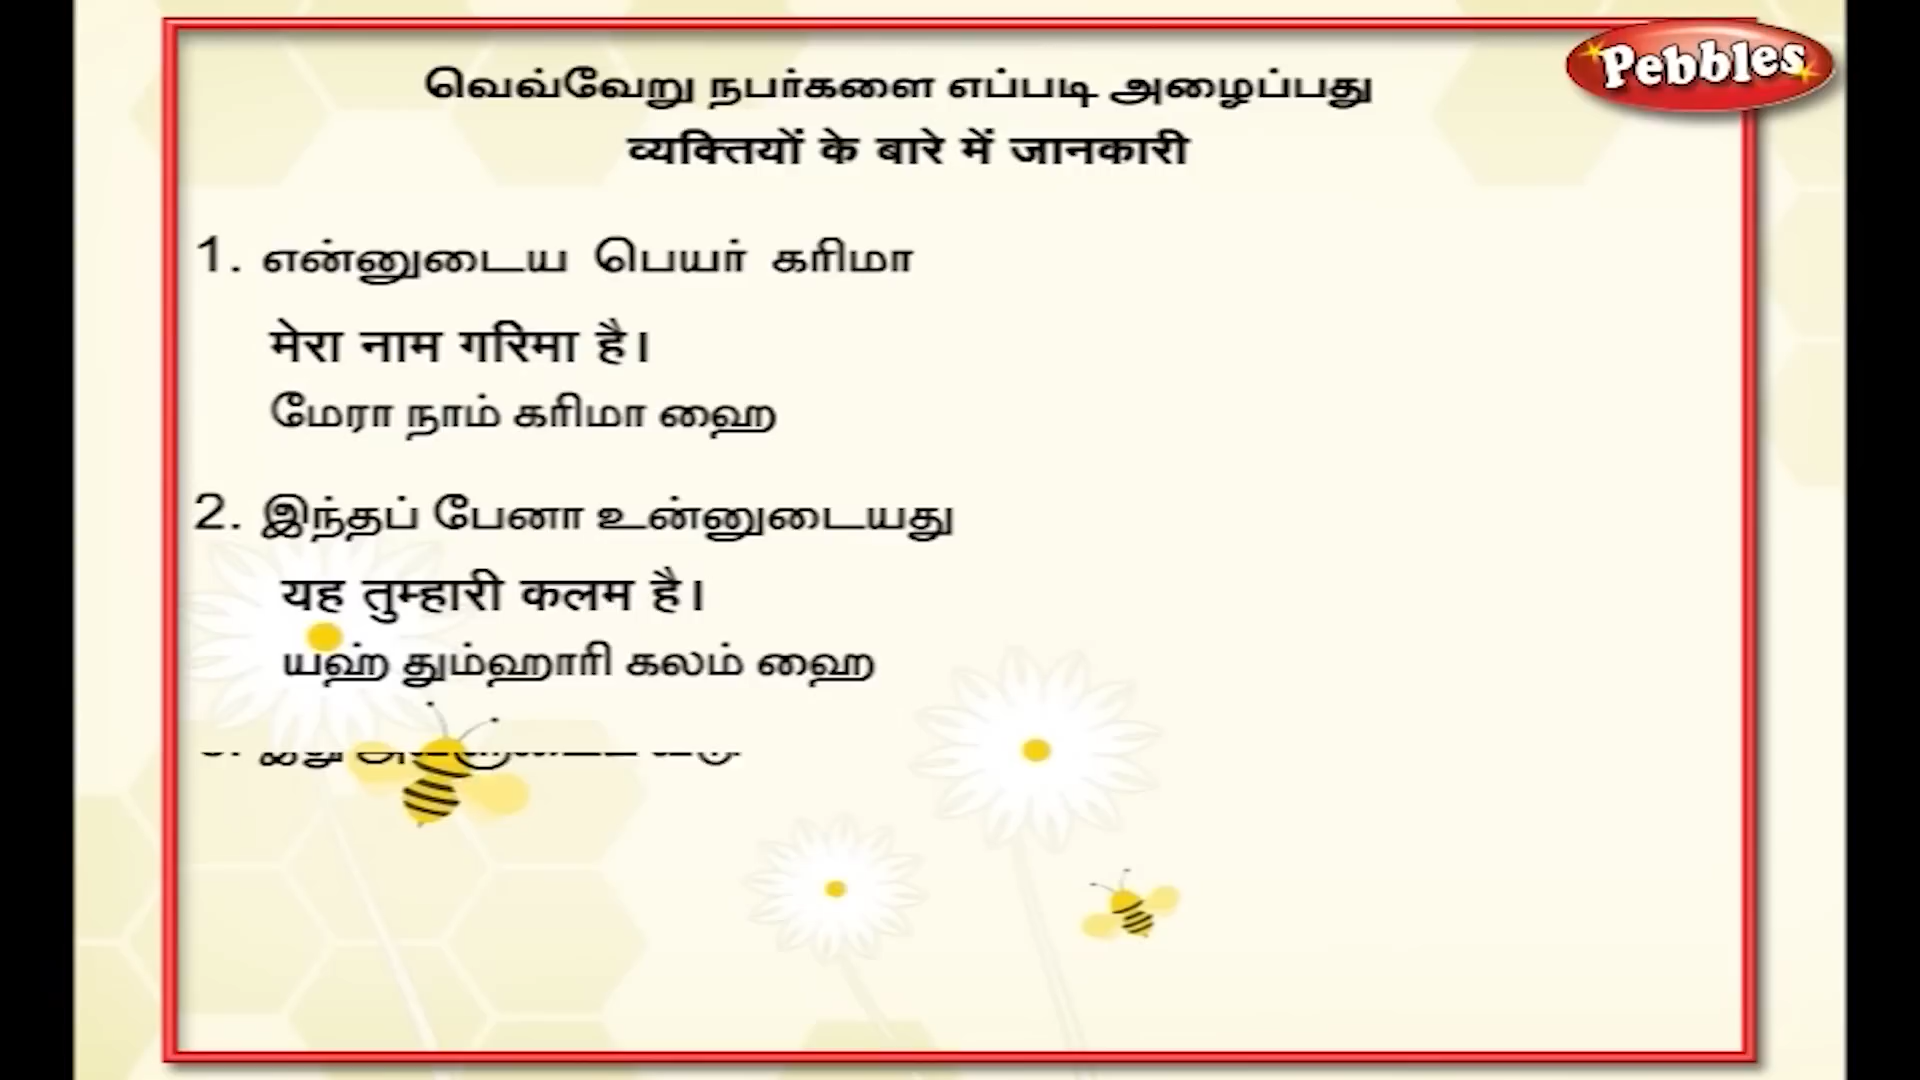 Pebbles
வெவ்வேறு நபர்களை எப்படி அழைப்பது
व्यक्तियों के बारे में जानकारी
1. என்னுடைய பெயர் கரிமா
मेरा नाम गरिमा है।
மேரா நாம் கரிமா ஹை
2. இந்தப் பேனா உன்னுடையது
यह तुम्हारी कलम है।
யஹ் தும்ஹாரி கலம் ஹை